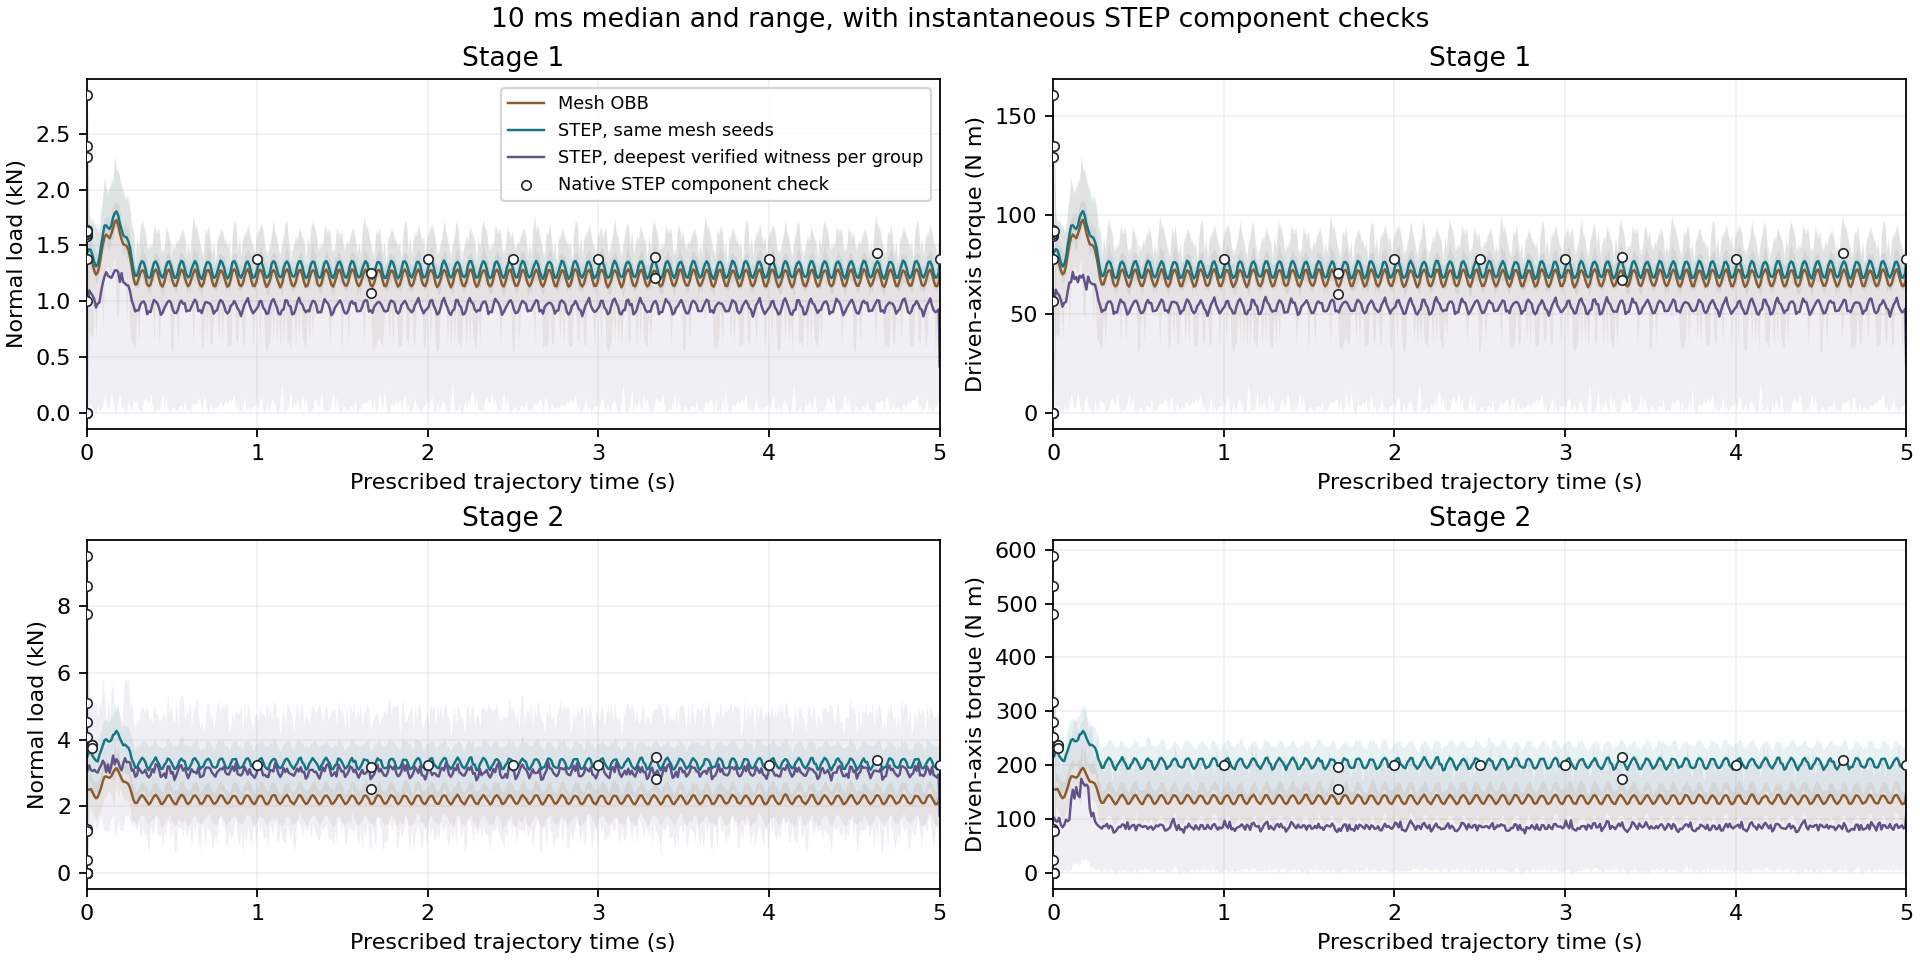 10 ms median and range, with instantaneous STEP component checks
Stage 1
Normal load (kN)
2.5
2.0
1.5
1.0
0.5
0.0
Mesh OBB
STEP, same mesh seeds
STEP, deepest verified witness per group
Native STEP component check
0 1 2 3 4 5
Prescribed trajectory time (s)
Stage 1
Driven-axis torque (N m)
150
100
50
0
0 1 2 3 4 5
Prescribed trajectory time (s)
Stage 2
Normal load (kN)
8
6
4
2
0
0 1 2 3 4 5
Prescribed trajectory time (s)
Stage 2
Driven-axis torque (N m)
600
500
400
300
200
100
0
0 1 2 3 4 5
Prescribed trajectory time (s)